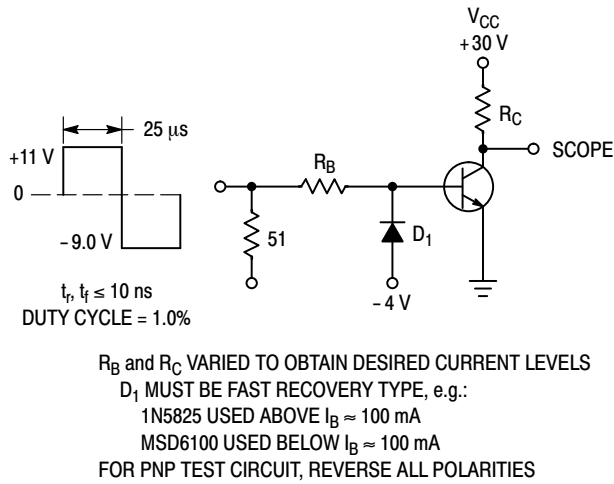 V_CC
+30 V
R_C
25 μs
+11 V
SCOPE
R_B
0
51
D_1
- 9.0 V
- 4 V
t_r, t_f ≤ 10 ns
DUTY CYCLE = 1.0%
R_B and R_C VARIED TO OBTAIN DESIRED CURRENT LEVELS
D_1 MUST BE FAST RECOVERY TYPE, e.g.:
1N5825 USED ABOVE I_B ≈ 100 mA
MSD6100 USED BELOW I_B ≈ 100 mA
FOR PNP TEST CIRCUIT, REVERSE ALL POLARITIES